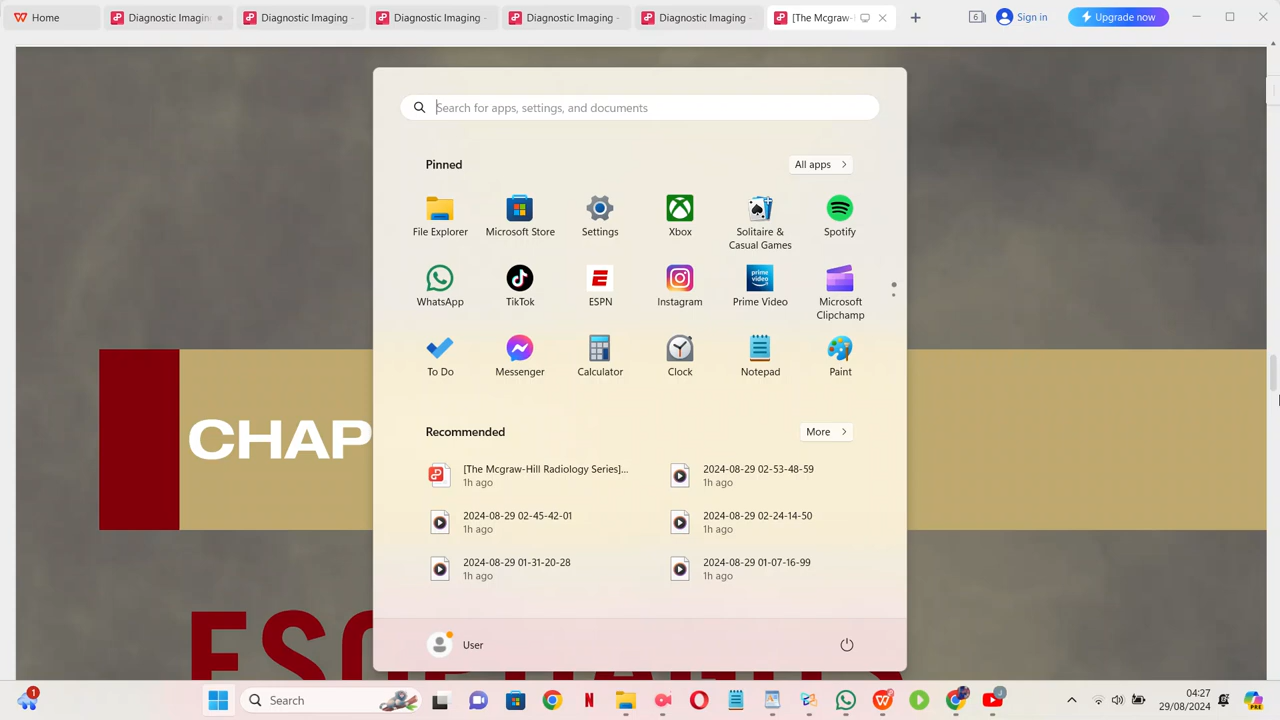 Home
Diagnostic Imaging
Diagnostic Imaging -
Diagnostic Imaging -
Diagnostic Imaging -
Diagnostic Imaging -
[The Mcgraw-
6
Sign in
Upgrade now
Search for apps, settings, and documents
Pinned
All apps
File Explorer
Microsoft Store
Settings
Xbox
Solitaire &
Casual Games
Spotify
WhatsApp
TikTok
ESPN
Instagram
Prime Video
Microsoft
Clipchamp
To Do
Messenger
Calculator
Clock
Notepad
Paint
Recommended
More
[The Mcgraw-Hill Radiology Series]...
1h ago
2024-08-29 02-53-48-59
1h ago
2024-08-29 02-45-42-01
1h ago
2024-08-29 02-24-14-50
1h ago
2024-08-29 01-31-20-28
1h ago
2024-08-29 01-07-16-99
1h ago
User
CHAP
1
Search
04:27
29/08/2024
PRE